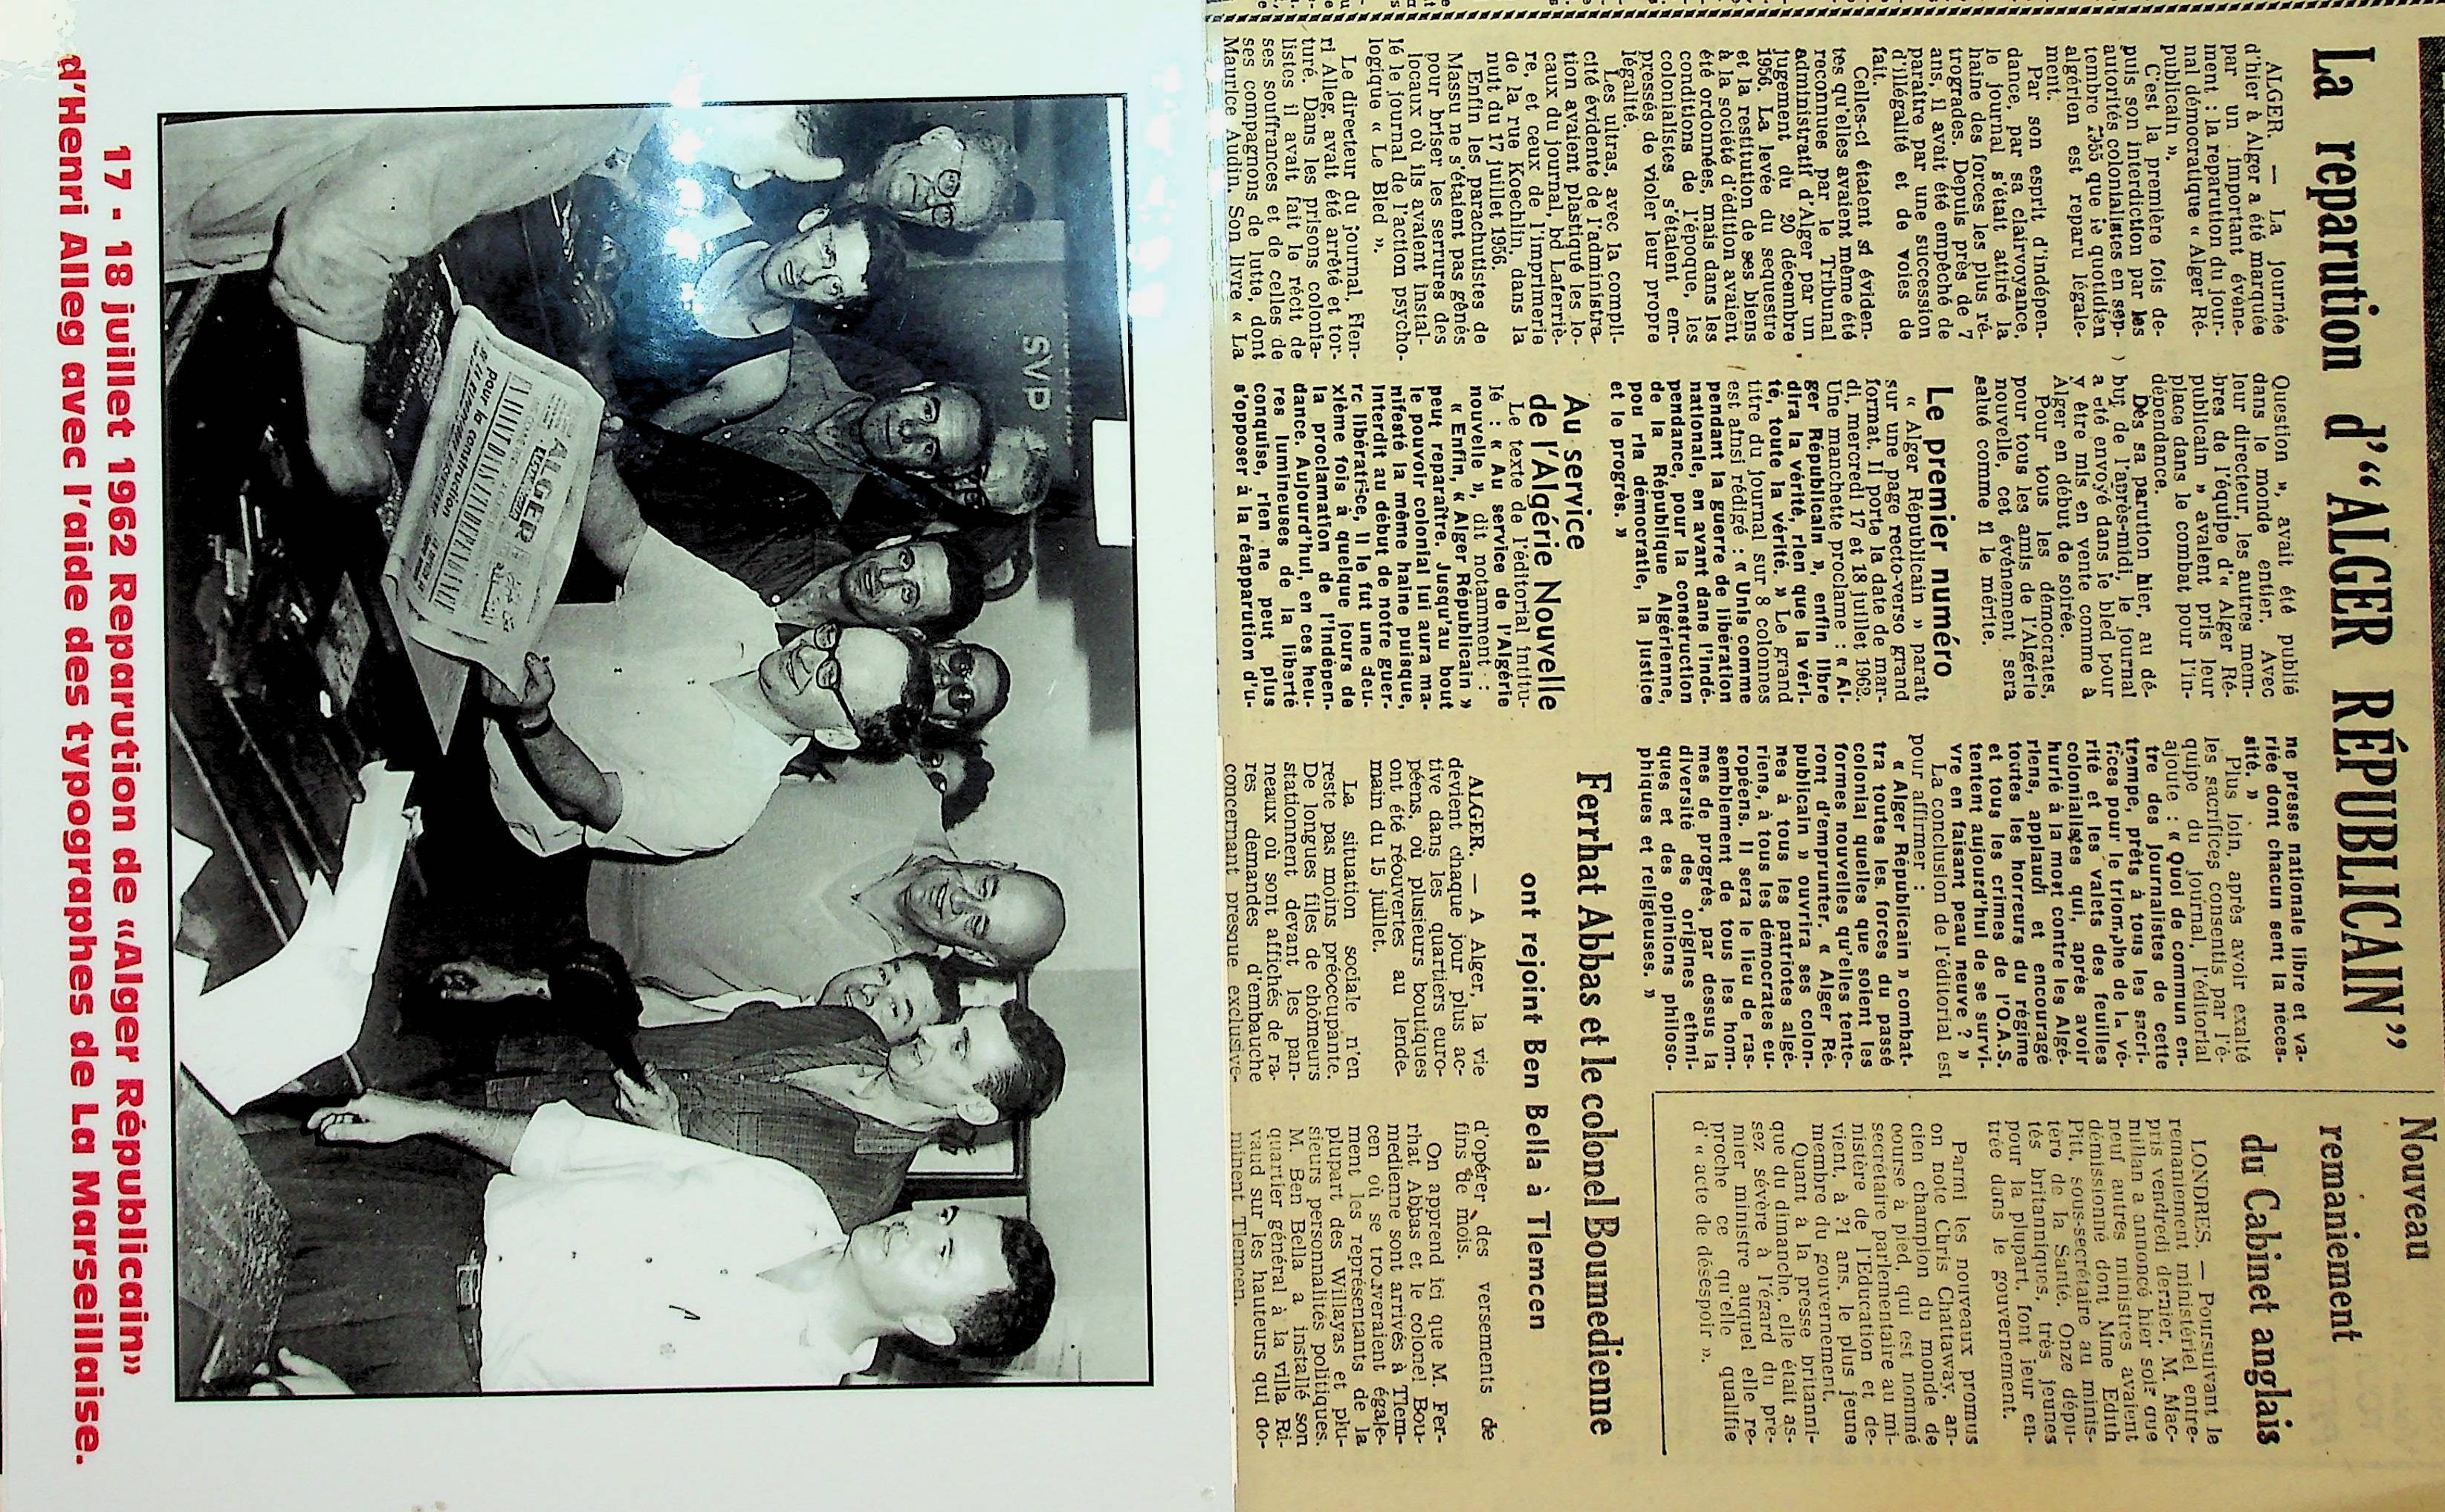 La reparution d'“ALGER RÉPUBLICAIN”
ALGER. — La journée
d'hier à Alger a été marquée
par un important événe-
ment : la reparution du jour-
nal démocratique « Alger Ré-
publicain ».
C'est la première fois de-
puis son interdiction par les
autorités colonialistes en sep-
tembre 1955 que le quotidien
algérien est reparu légale-
ment.
Par son esprit d'indépen-
dance, par sa clairvoyance,
le journal s'était attiré la
haine des forces les plus ré-
trogrades. Depuis près de 7
ans, il avait été empêché de
paraître par une succession
d'illégalité et de voies de
fait.
Celles-ci étaient si éviden-
tes qu'elles avaient même été
reconnues par le Tribunal
administratif d'Alger par un
jugement du 20 décembre
1956. La levée du sequestre
et la restitution de ses biens
à la société d'édition avaient
été ordonnées, mais dans les
conditions de l'époque, les
colonialistes s'étaient em-
pressés de violer leur propre
légalité.
Les ultras, avec la compli-
cité évidente de l'administra-
tion avaient plastiqué les lo-
caux du journal, bd Laferriè-
re, et ceux de l'imprimerie
de la rue Koechlin, dans la
nuit du 17 juillet 1956.
Enfin les parachutistes de
Massu ne s'étaient pas gênés
pour briser les serrures des
locaux où ils avaient instal-
lé le journal de l'action psycho-
logique « Le Bled ».
Le directeur du journal, Hen-
ri Alleg, avait été arrêté et tor-
turé. Dans les prisons colonia-
listes il avait fait le récit de
ses souffrances et de celles de
ses compagnons de lutte, dont
Maurice Audin. Son livre « La
Question », avait été publié
dans le monde entier. Avec
leur directeur, les autres mem-
bres de l'équipe d'« Alger Ré-
publicain » avaient pris leur
place dans le combat pour l'in-
dépendance.
Dès sa parution hier, au dé-
but de l'après-midi, le journal
a été envoyé dans le bled pour
y être mis en vente comme à
Alger en début de soirée.
Pour tous les démocrates,
pour tous les amis de l'Algérie
nouvelle, cet événement sera
salué comme il le mérite.
Le premier numéro
« Alger Républicain » paraît
sur une page recto-verso grand
format. Il porte la date de mar-
di, mercredi 17 et 18 juillet 1962.
Une manchette proclame : « Al-
ger Républicain », enfin libre
dira la vérité, rien que la véri-
té, toute la vérité. » Le grand
titre du journal sur 8 colonnes
est ainsi rédigé : « Unis comme
pendant la guerre de libération
nationale, en avant dans l'indé-
pendance, pour la construction
de la République Algérienne,
pou rla démocratie, la justice
et le progrès. »
Au service
de l'Algérie Nouvelle
Le texte de l'éditorial intitu-
lé : « Au service de l'Algérie
nouvelle », dit notamment :
« Enfin, « Alger Républicain »
peut reparaître. Jusqu'au bout
le pouvoir colonial lui aura ma-
nifesté la même haine puisque,
interdit au début de notre guer-
re libératrice, il le fut une deu-
xième fois à quelque jours de
la proclamation de l'indépen-
dance. Aujourd'hui, en ces heu-
res lumineuses de la liberté
conquise, rien ne peut plus
s'opposer à la réapparution d'u-
ne presse nationale libre et va-
riée dont chacun sent la néces-
sité. »
Plus loin, après avoir exalté
les sacrifices consentis par l'é-
quipe du journal, l'éditorial
ajoute : « Quoi de commun en-
tre des journalistes de cette
trempe, prêts à tous les sacri-
fices pour le triomphe de la vé-
rité et les valets des feuilles
colonialistes qui, après avoir
hurlé à la mort contre les Algé-
riens, applaudi et encouragé
toutes les horreurs du régime
et tous les crimes de l'O.A.S.
tentent aujourd'hui de se survi-
vre en faisant peau neuve ? »
La conclusion de l'éditorial est
pour affirmer :
« Alger Républicain » combat-
tra toutes les forces du passé
colonial quelles que soient les
formes nouvelles qu'elles tente-
ront d'emprunter. « Alger Ré-
publicain » ouvrira ses colon-
nes à tous les patriotes algé-
riens, à tous les démocrates eu-
ropéens. Il sera le lieu de ras-
semblement de tous les hom-
mes de progrès, par dessus la
diversité des origines ethni-
ques et des opinions philoso-
phiques et religieuses. »
Nouveau
remaniement
du Cabinet anglais
LONDRES. — Poursuivant le
remaniement ministériel entre-
pris vendredi dernier, M. Mac-
millan a annoncé hier soir que
neuf autres ministres avaient
démissionné dont Mme Edith
Pitt, sous-secrétaire au minis-
tère de la Santé. Onze dépu-
tés britanniques, très jeunes
pour la plupart, font leur en-
trée dans le gouvernement.
Parmi les nouveaux promus
on note Chris Chattaway, an-
cien champion du monde de
course à pied, qui est nommé
secrétaire parlementaire au mi-
nistère de l'Education et de-
vient, à 31 ans, le plus jeune
membre du gouvernement.
Quant à la presse britanni-
que du dimanche, elle était as-
sez sévère à l'égard du pre-
mier ministre auquel elle re-
proche ce qu'elle qualifie
d'« acte de désespoir ».
Ferrhat Abbas et le colonel Boumedienne
ont rejoint Ben Bella à Tlemcen
ALGER. — A Alger, la vie
devient chaque jour plus ac-
tive dans les quartiers euro-
péens, où plusieurs boutiques
ont été réouvertes au lende-
main du 15 juillet.
La situation sociale n'en
reste pas moins préoccupante.
De longues files de chômeurs
stationnent devant les pan-
neaux où sont affichés de ra-
res demandes d'embauche
concernant presque exclusive-
d'opérer des versements de
fins de mois.
On apprend ici que M. Fer-
rhat Abbas et le colonel Bou-
medienne sont arrivés à Tlem-
cen où se trouveraient égale-
ment les représentants de la
plupart des Willayas et plu-
sieurs personnalités politiques.
M. Ben Bella a installé son
quartier général à la villa Ri-
vaud sur les hauteurs qui do-
minent Tlemcen.
SVP
ALGER
pour la construction
17 - 18 juillet 1962 Reparution de «Alger Républicain»
d'Henri Alleg avec l'aide des typographes de La Marseillaise.